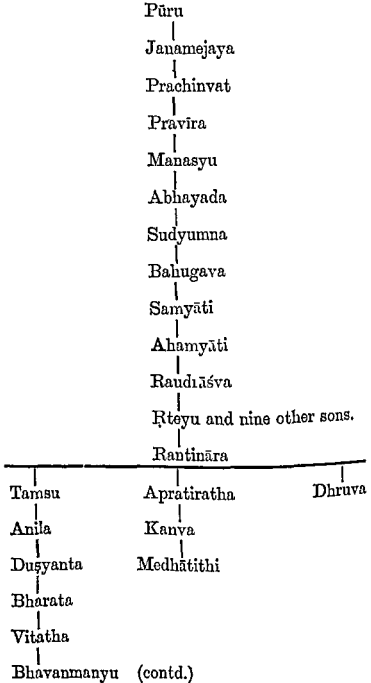 Pūru
Janamejaya
Prachinvat
Pravīra
Manasyu
Abhayada
Sudyumna
Bahugava
Samyāti
Ahamyāti
Raudrāśva
Ṛteyu and nine other sons.
Rantināra
Tamsu Apratiratha Dhruva
Anila Kanva
Duṣyanta Medhātithi
Bharata
Vitatha
Bhavanmanyu (contd.)